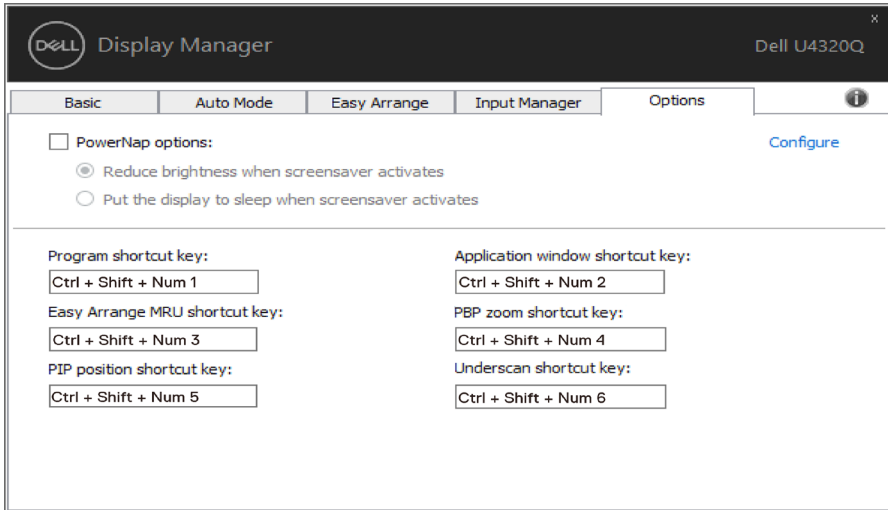 x
DELL Display Manager Dell U4320Q
Basic Auto Mode Easy Arrange Input Manager Options i
PowerNap options: Configure
Reduce brightness when screensaver activates
Put the display to sleep when screensaver activates
Program shortcut key: Application window shortcut key:
Ctrl + Shift + Num 1 Ctrl + Shift + Num 2
Easy Arrange MRU shortcut key: PBP zoom shortcut key:
Ctrl + Shift + Num 3 Ctrl + Shift + Num 4
PIP position shortcut key: Underscan shortcut key:
Ctrl + Shift + Num 5 Ctrl + Shift + Num 6